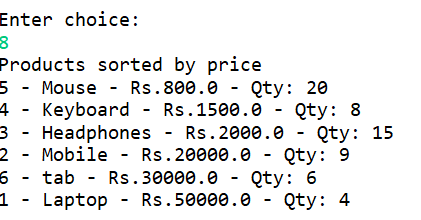 Enter choice:
8
Products sorted by price
5 - Mouse - Rs.800.0 - Qty: 20
4 - Keyboard - Rs.1500.0 - Qty: 8
3 - Headphones - Rs.2000.0 - Qty: 15
2 - Mobile - Rs.20000.0 - Qty: 9
6 - tab - Rs.30000.0 - Qty: 6
1 - Laptop - Rs.50000.0 - Qty: 4